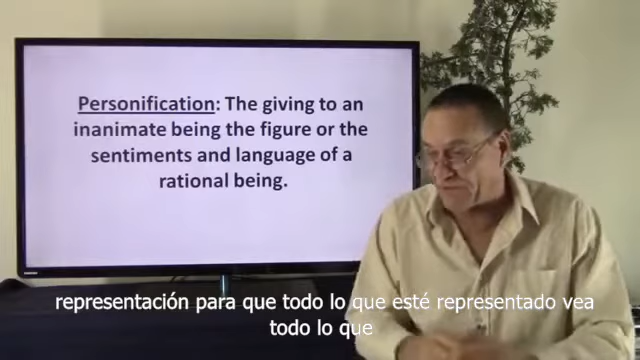 Personification: The giving to an
inanimate being the figure or the
sentiments and language of a
rational being.
representación para que todo lo que esté representado vea
todo lo que